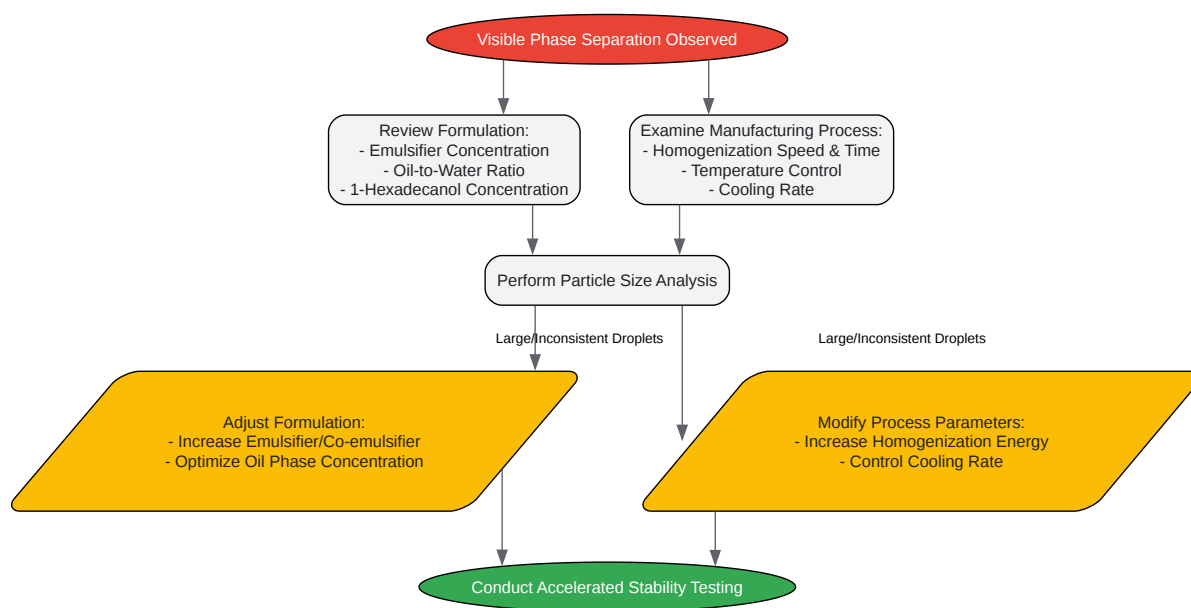 Visible Phase Separation Observed
Review Formulation:
- Emulsifier Concentration
- Oil-to-Water Ratio
- 1-Hexadecanol Concentration
Examine Manufacturing Process:
- Homogenization Speed & Time
- Temperature Control
- Cooling Rate
Perform Particle Size Analysis
Large/Inconsistent Droplets
Large/Inconsistent Droplets
Adjust Formulation:
- Increase Emulsifier/Co-emulsifier
- Optimize Oil Phase Concentration
Modify Process Parameters:
- Increase Homogenization Energy
- Control Cooling Rate
Conduct Accelerated Stability Testing